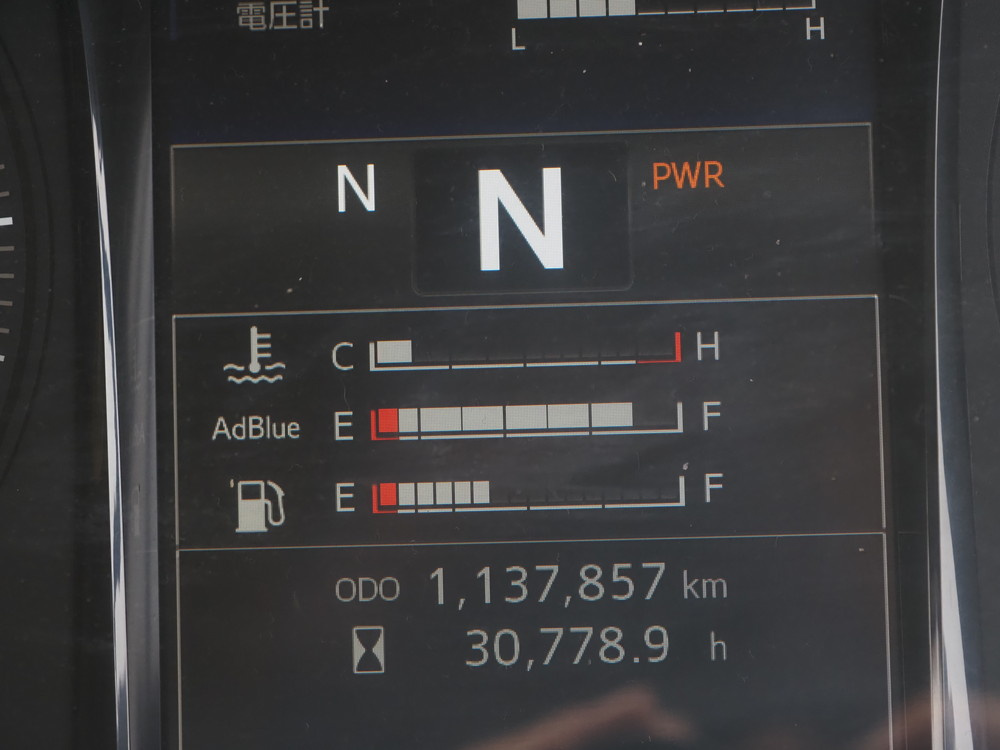 電圧計
L H
N N PWR
C H
AdBlue E F
E F
ODO 1,137,857 km
30,778.9 h